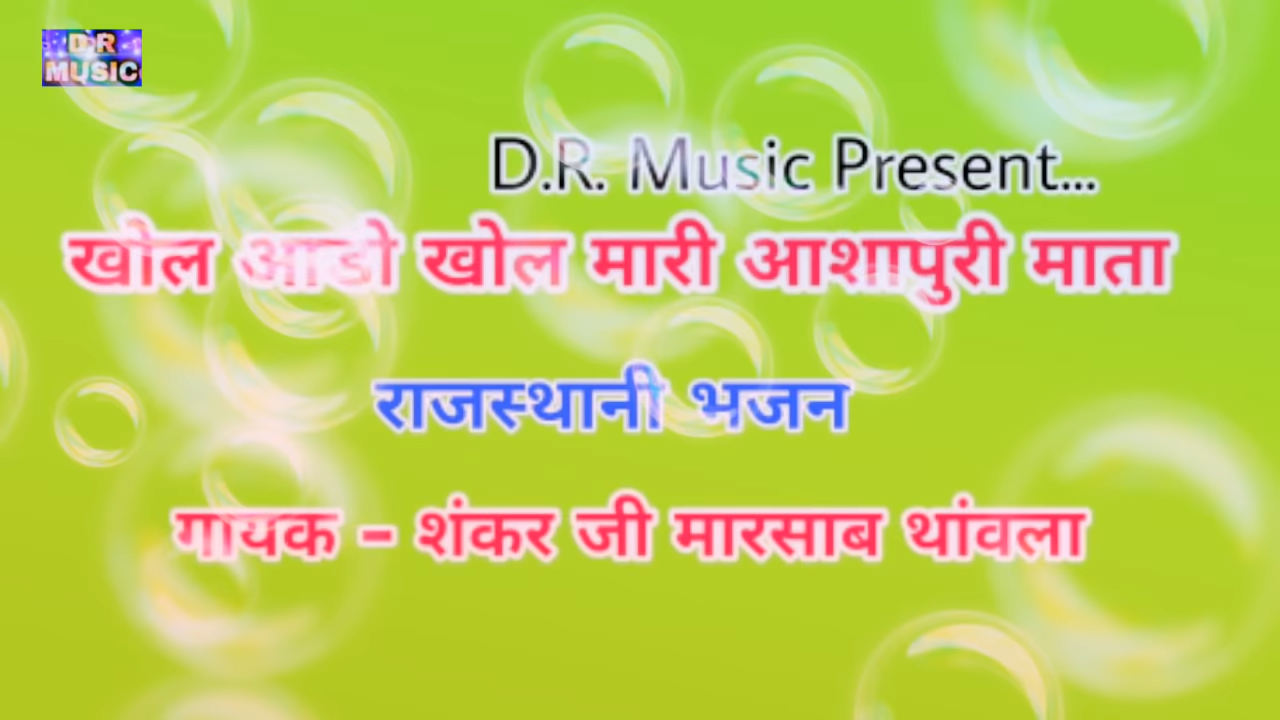 D R
MUSIC
D.R. Music Present...
खोल आडो खोल मारी आशापुरी माता
राजस्थानी भजन
गायक - शंकर जी मारसाब थांवला